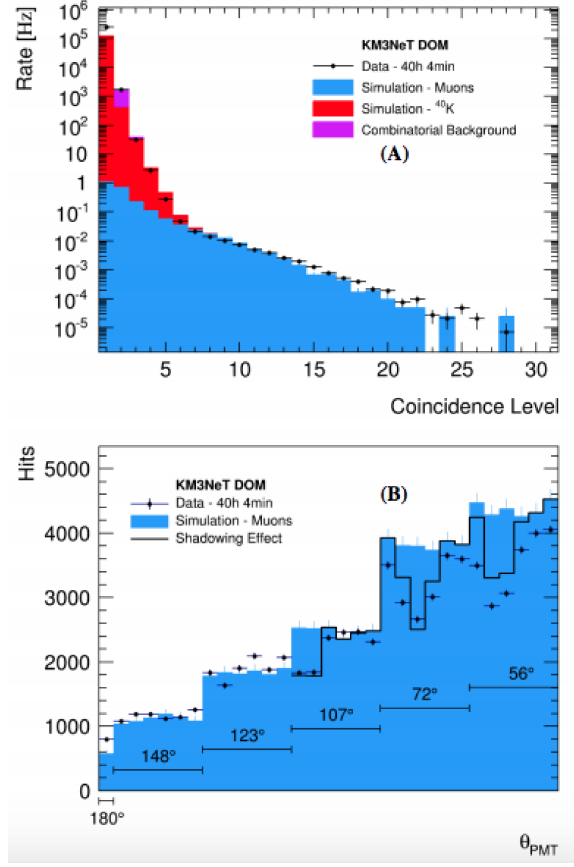 Rate [Hz]
10⁶
10⁵
10⁴
10³
10²
10
1
10⁻¹
10⁻²
10⁻³
10⁻⁴
10⁻⁵
KM3NeT DOM
Data - 40h 4min
Simulation - Muons
Simulation - ⁴⁰K
Combinatorial Background
(A)
5 10 15 20 25 30
Coincidence Level
Hits
5000
4000
3000
2000
1000
0
KM3NeT DOM
Data - 40h 4min
Simulation - Muons
Shadowing Effect
(B)
56°
72°
107°
123°
148°
180°
θPMT